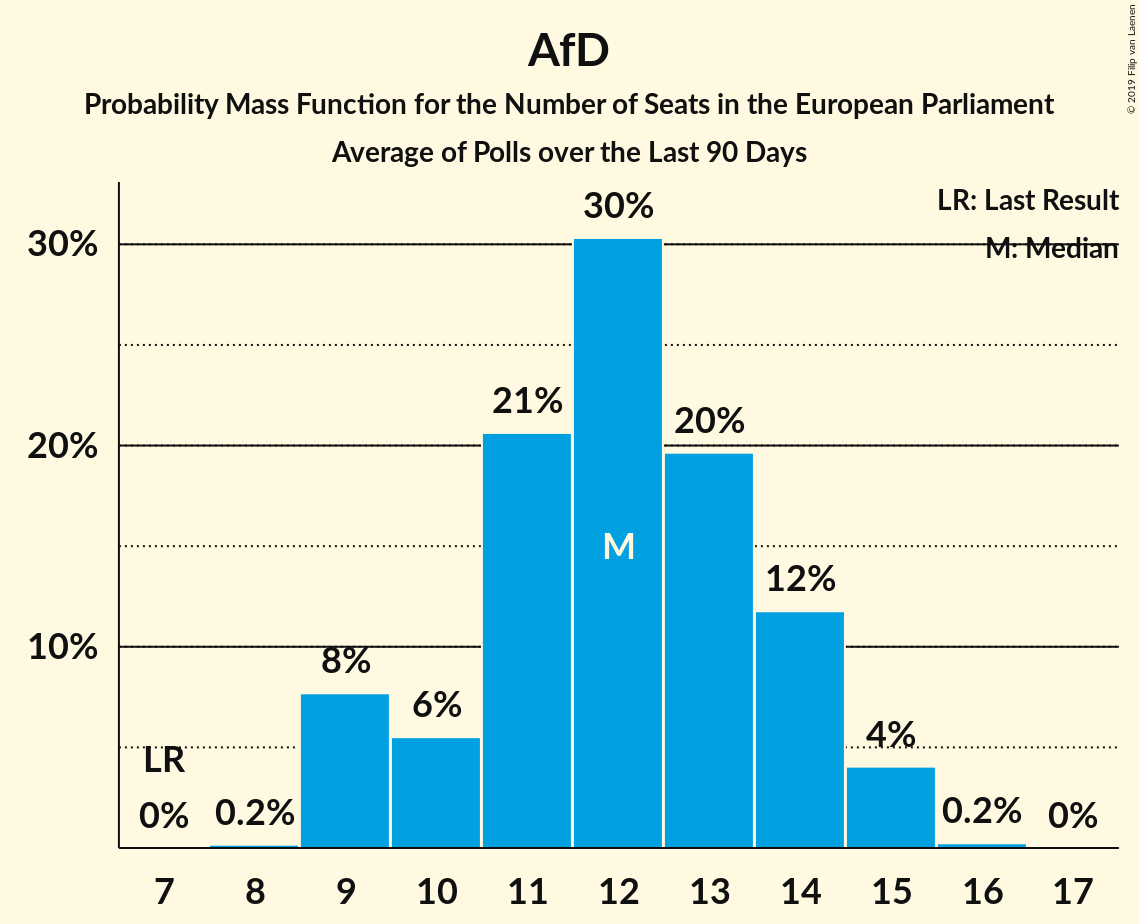 AfD
Probability Mass Function for the Number of Seats in the European Parliament
Average of Polls over the Last 90 Days
© 2019 Filip van Laenen
LR: Last Result
M: Median
30%
20%
10%
LR
0%
0.2%
8%
6%
21%
30%
M
20%
12%
4%
0.2%
0%
7 8 9 10 11 12 13 14 15 16 17